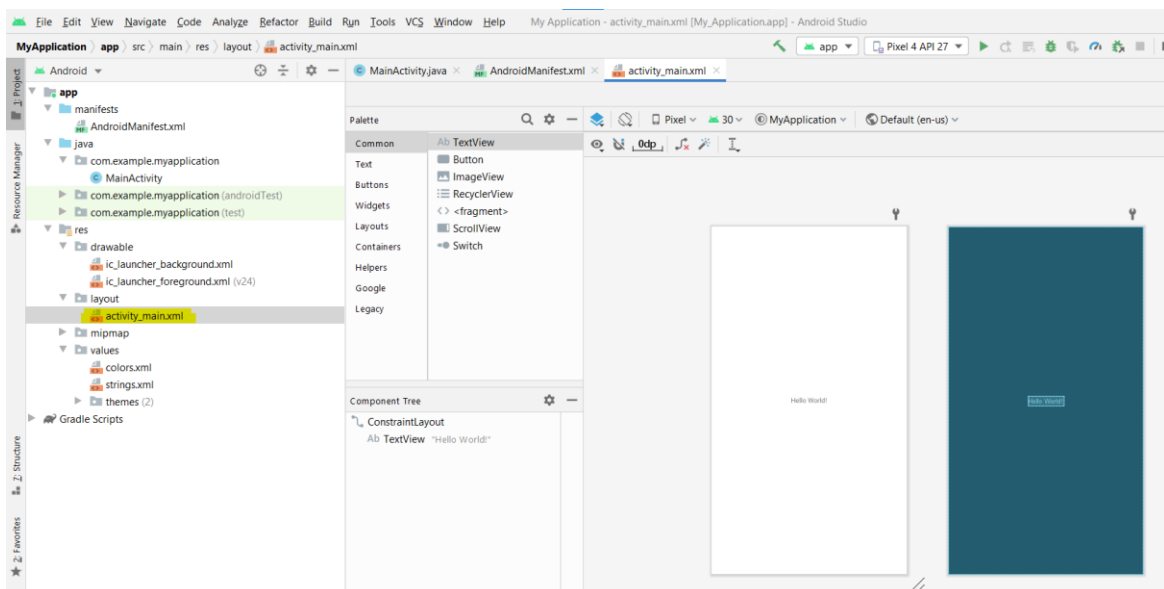 File Edit View Navigate Code Analyze Refactor Build Run Tools VCS Window Help My Application - activity_main.xml [My_Application.app] - Android Studio
MyApplication app src main res layout activity_main.xml
app Pixel 4 API 27
1: Project
Resource Manager
7: Structure
2: Favorites
Android
app
manifests
AndroidManifest.xml
java
com.example.myapplication
MainActivity
com.example.myapplication (androidTest)
com.example.myapplication (test)
res
drawable
ic_launcher_background.xml
ic_launcher_foreground.xml (v24)
layout
activity_main.xml
mipmap
values
colors.xml
strings.xml
themes (2)
Gradle Scripts
MainActivity.java AndroidManifest.xml activity_main.xml
Palette
Common
Text
Buttons
Widgets
Layouts
Containers
Helpers
Google
Legacy
Ab TextView
Button
ImageView
RecyclerView
<> <fragment>
ScrollView
Switch
Component Tree
ConstraintLayout
Ab TextView "Hello World!"
Pixel 30 MyApplication Default (en-us)
0dp
Hello World!
Hello World!